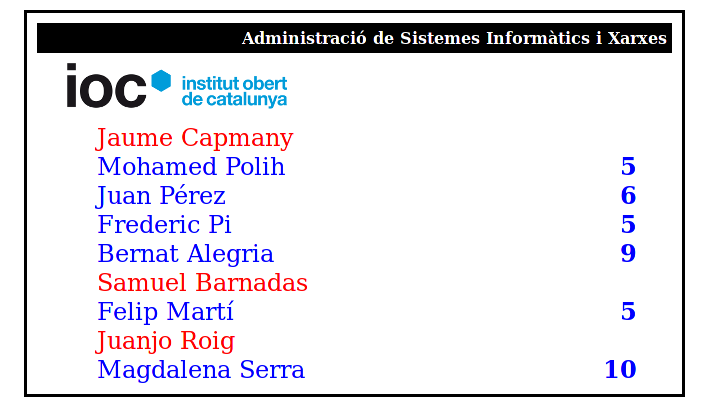 Administració de Sistemes Informàtics i Xarxes
ioc institut obert
de catalunya
Jaume Capmany
Mohamed Polih 5
Juan Pérez 6
Frederic Pi 5
Bernat Alegria 9
Samuel Barnadas
Felip Martí 5
Juanjo Roig
Magdalena Serra 10